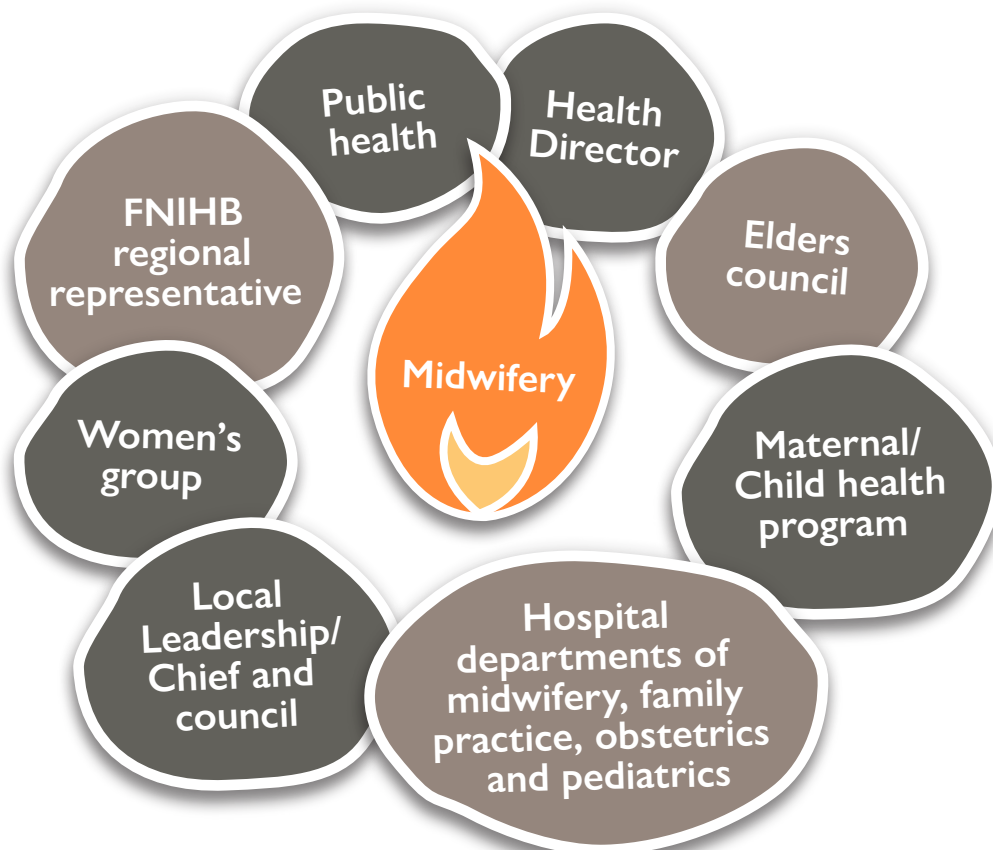 Public
health
Health
Director
FNIHB
regional
representative
Elders
council
Midwifery
Women’s
group
Maternal/
Child health
program
Local
Leadership/
Chief and
council
Hospital
departments of
midwifery, family
practice, obstetrics
and pediatrics